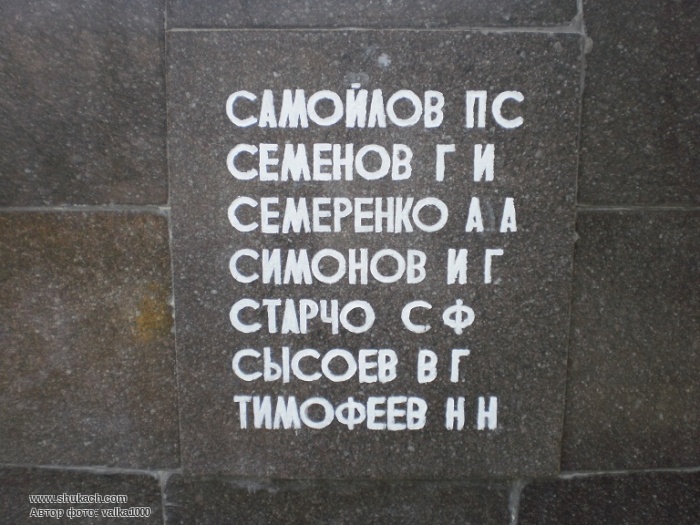 САМОЙЛОВ П С
СЕМЕНОВ Г И
СЕМЕРЕНКО А А
СИМОНОВ И Г
СТАРЧО С Ф
СЫСОЕВ В Г
ТИМОФЕЕВ Н Н
www.shukach.com
Автор фото: valka1000